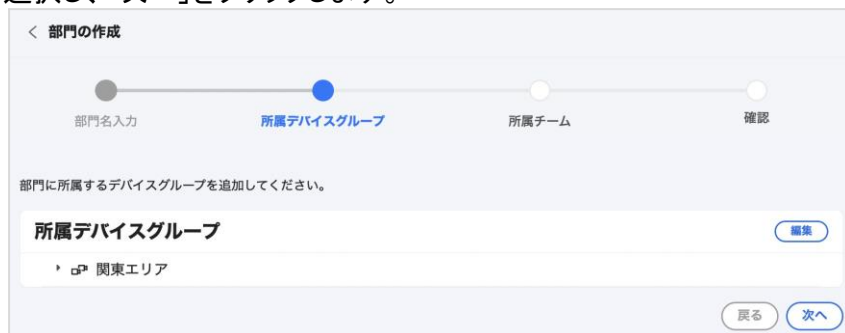 < 部門の作成
部門名入力
所属デバイスグループ
所属チーム
確認
部門に所属するデバイスグループを追加してください。
所属デバイスグループ
編集
関東エリア
戻る
次へ